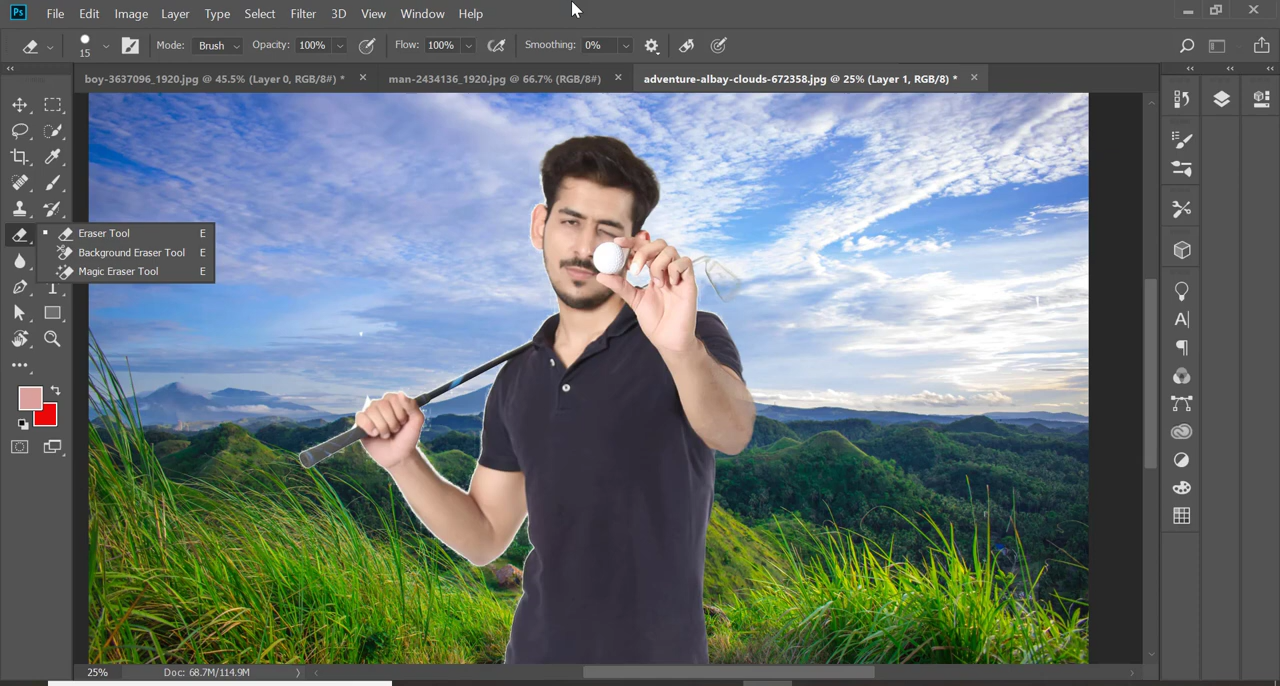 Ps File Edit Image Layer Type Select Filter 3D View Window Help
15 Mode: Brush Opacity: 100% Flow: 100% Smoothing: 0%
boy-3637096_1920.jpg @ 45.5% (Layer 0, RGB/8#) * man-2434136_1920.jpg @ 66.7% (RGB/8#) adventure-albay-clouds-672358.jpg @ 25% (Layer 1, RGB/8) *
Eraser Tool E
Background Eraser Tool E
Magic Eraser Tool E
25% Doc: 68.7M/114.9M